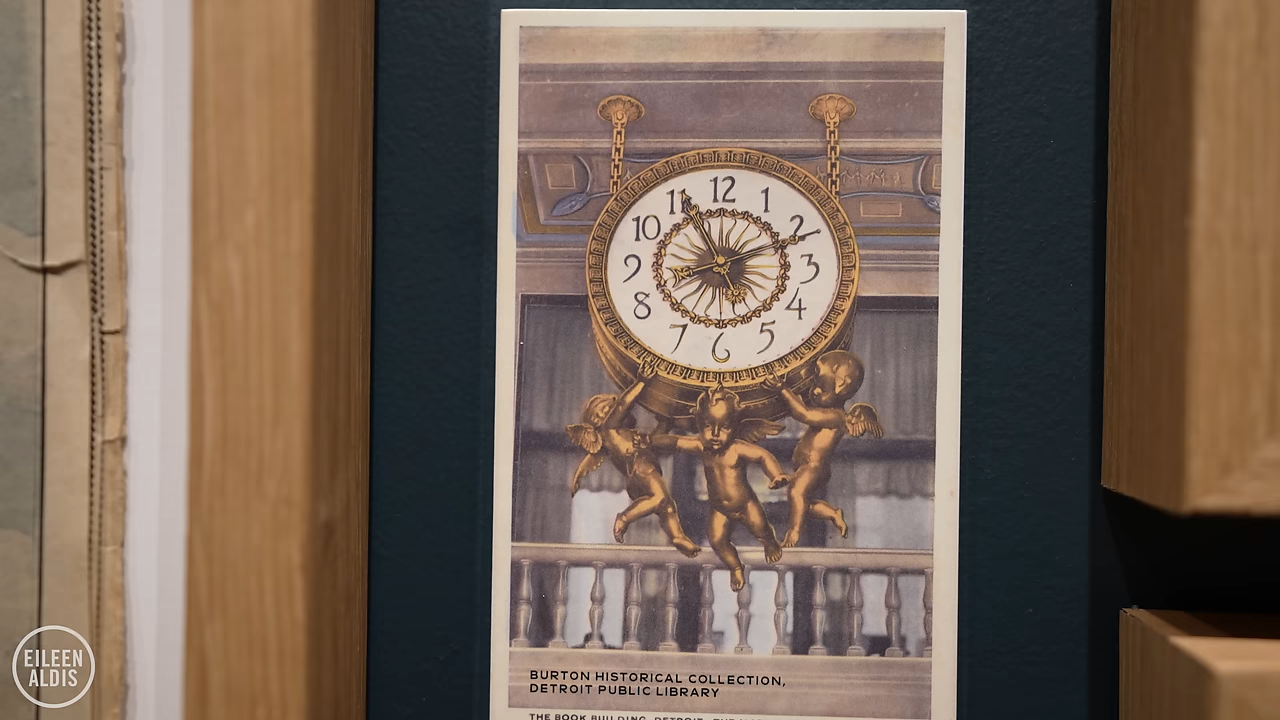 12
11
1
10
2
9
3
8
4
7
5
6
BURTON HISTORICAL COLLECTION,
DETROIT PUBLIC LIBRARY
THE BOOK BUILDING, DETROIT,
EILEEN
ALDIS